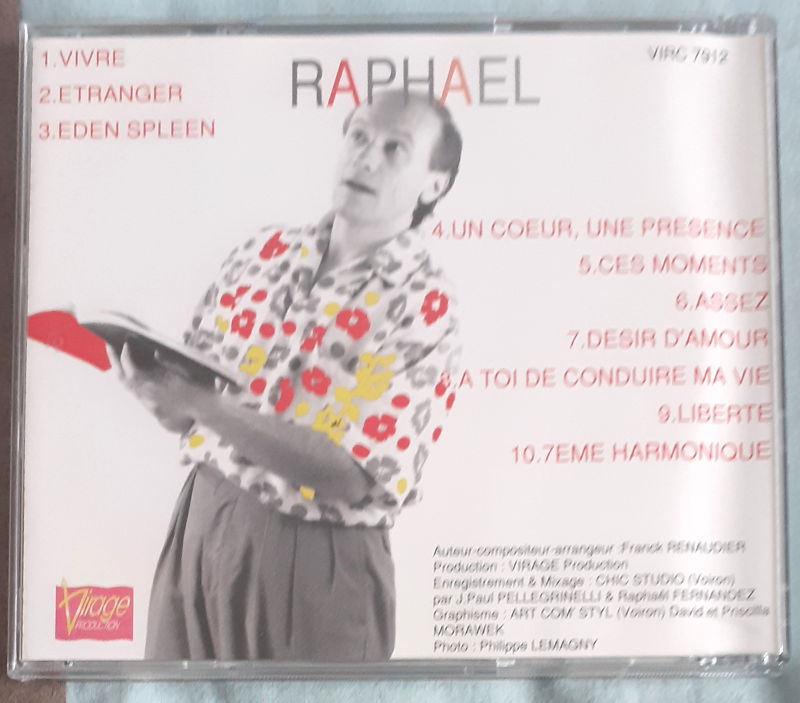 1.VIVRE
2.ETRANGER
3.EDEN SPLEEN
RAPHAEL
VIRC 7912
4.UN COEUR, UNE PRESENCE
5.CES MOMENTS
6.ASSEZ
7.DESIR D'AMOUR
8.A TOI DE CONDUIRE MA VIE
9.LIBERTE
10.7EME HARMONIQUE
Auteur-compositeur-arrangeur :Franck RENAUDIER
Production : VIRAGE Production
Enregistrement & Mixage : CHIC STUDIO (Voiron)
par J.Paul PELLEGRINELLI & Raphaël FERNANDEZ
Graphisme : ART COM' STYL (Voiron) David et Priscilla
MORAWEK
Photo : Philippe LEMAGNY
Virage
PRODUCTION